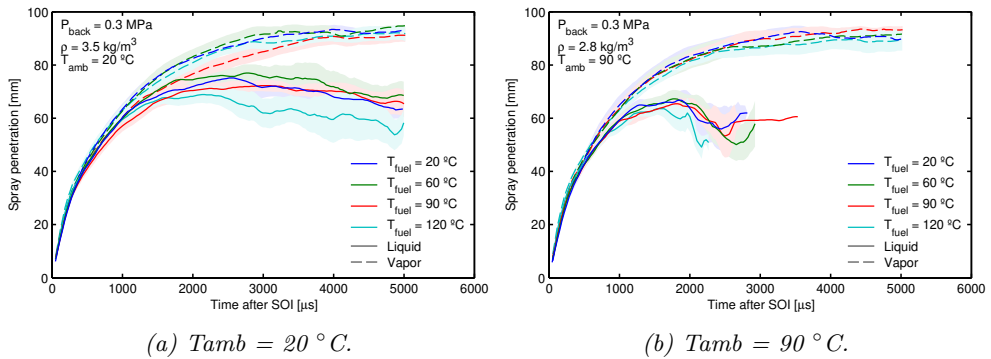 P_back = 0.3 MPa
ρ = 3.5 kg/m³
T_amb = 20 ºC
Spray penetration [mm]
100
80
60
40
20
0
T_fuel = 20 ºC
T_fuel = 60 ºC
T_fuel = 90 ºC
T_fuel = 120 ºC
Liquid
Vapor
0 1000 2000 3000 4000 5000 6000
Time after SOI [µs]
(a) Tamb = 20 °C.
P_back = 0.3 MPa
ρ = 2.8 kg/m³
T_amb = 90 ºC
Spray penetration [mm]
100
80
60
40
20
0
T_fuel = 20 ºC
T_fuel = 60 ºC
T_fuel = 90 ºC
T_fuel = 120 ºC
Liquid
Vapor
0 1000 2000 3000 4000 5000 6000
Time after SOI [µs]
(b) Tamb = 90 °C.